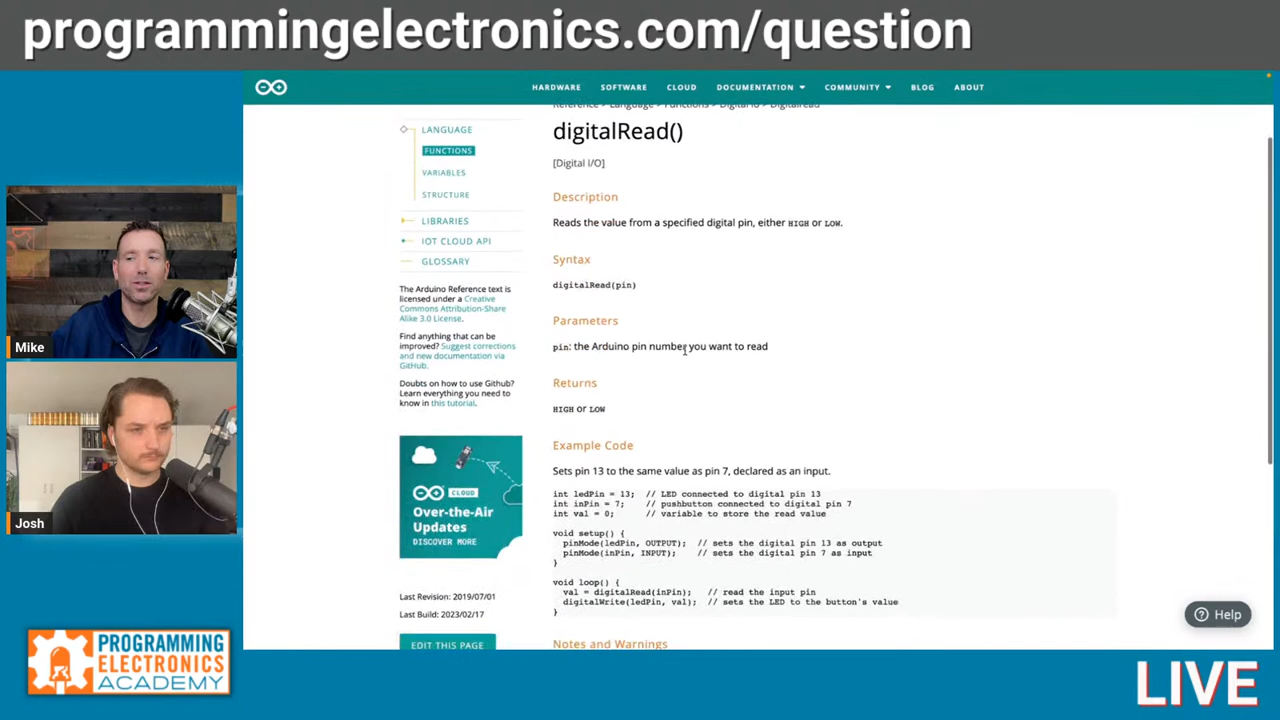 programmingelectronics.com/question
HARDWARE SOFTWARE CLOUD DOCUMENTATION COMMUNITY BLOG ABOUT
Reference > Language > Functions > Digital io > Digitalread
LANGUAGE
FUNCTIONS
VARIABLES
STRUCTURE
LIBRARIES
IOT CLOUD API
GLOSSARY
The Arduino Reference text is
licensed under a Creative
Commons Attribution-Share
Alike 3.0 License.
Find anything that can be
improved? Suggest corrections
and new documentation via
GitHub.
Doubts on how to use Github?
Learn everything you need to
know in this tutorial.
CLOUD
Over-the-Air
Updates
DISCOVER MORE
Last Revision: 2019/07/01
Last Build: 2023/02/17
EDIT THIS PAGE
digitalRead()
[Digital I/O]
Description
Reads the value from a specified digital pin, either HIGH or LOW.
Syntax
digitalRead(pin)
Parameters
pin: the Arduino pin number you want to read
Returns
HIGH or LOW
Example Code
Sets pin 13 to the same value as pin 7, declared as an input.
int ledPin = 13;  // LED connected to digital pin 13
int inPin = 7;    // pushbutton connected to digital pin 7
int val = 0;      // variable to store the read value
void setup() {
  pinMode(ledPin, OUTPUT);  // sets the digital pin 13 as output
  pinMode(inPin, INPUT);    // sets the digital pin 7 as input
}
void loop() {
  val = digitalRead(inPin);   // read the input pin
  digitalWrite(ledPin, val);  // sets the LED to the button's value
}
Notes and Warnings
Help
Mike
Josh
PROGRAMMING
ELECTRONICS
ACADEMY
LIVE